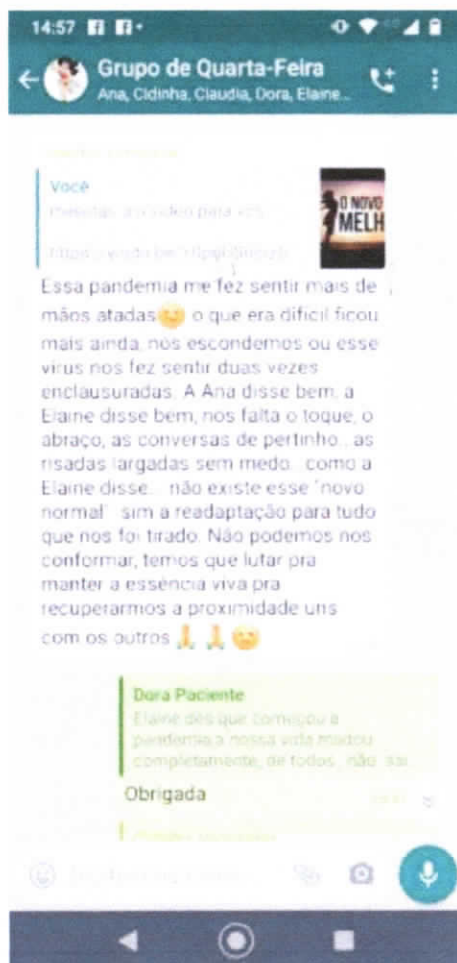 14:57
Grupo de Quarta-Feira
Ana, Cidinha, Claudia, Dora, Elaine...
Você
O NOVO
MELH
Essa pandemia me fez sentir mais de
mãos atadas😔 o que era dificil ficou
mais ainda, nos escondemos ou esse
virus nos fez sentir duas vezes
enclausuradas. A Ana disse bem, a
Elaine disse bem, nos falta o toque, o
abraço, as conversas de pertinho.. as
risadas largadas sem medo.. como a
Elaine disse... não existe esse "novo
normal" sim a readaptação para tudo
que nos foi tirado. Não podemos nos
conformar, temos que lutar pra
manter a essência viva pra
recuperarmos a proximidade uns
com os outros 🙏🙏😔
Dora Paciente
Elaine des que começou a
pandemia a nossa vida mudou
completamente, de todos.. não sai
Obrigada